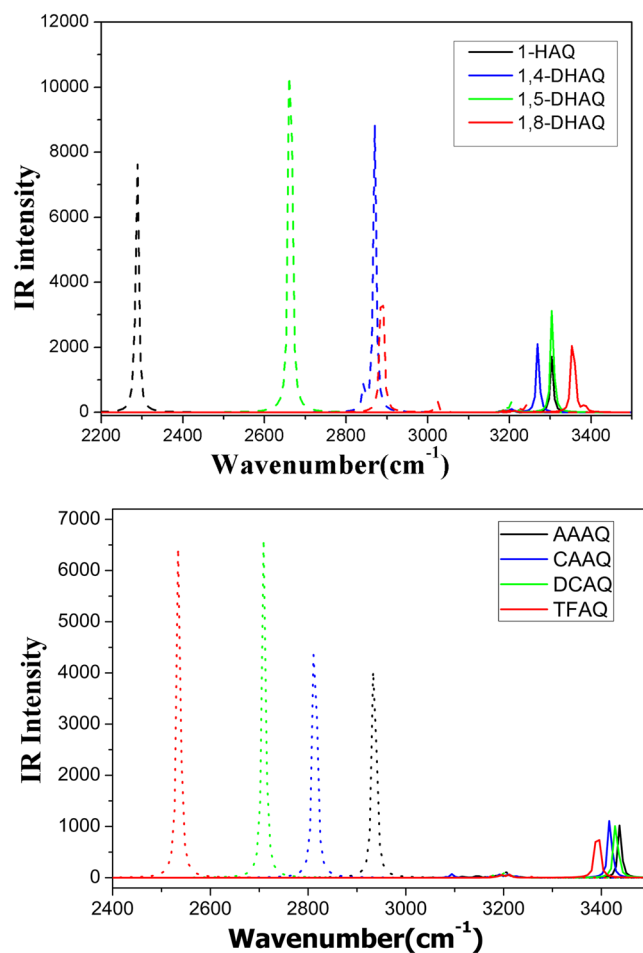 12000
10000
8000
6000
4000
2000
0
IR intensity
1-HAQ
1,4-DHAQ
1,5-DHAQ
1,8-DHAQ
2200 2400 2600 2800 3000 3200 3400
Wavenumber(cm⁻¹)
7000
6000
5000
4000
3000
2000
1000
0
IR Intensity
AAAQ
CAAQ
DCAQ
TFAQ
2400 2600 2800 3000 3200 3400
Wavenumber(cm⁻¹)